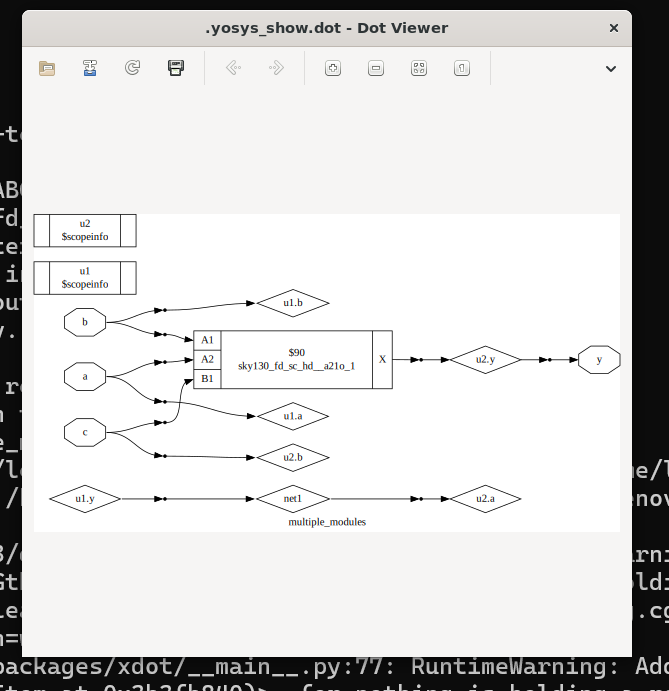 .yosys_show.dot - Dot Viewer
u2
$scopeinfo
u1
$scopeinfo
b
u1.b
A1
A2
B1
$90
sky130_fd_sc_hd__a21o_1
X
u2.y
y
a
u1.a
c
u2.b
u1.y
net1
u2.a
multiple_modules
packages/xdot/__main__.py:77: RuntimeWarning: Add